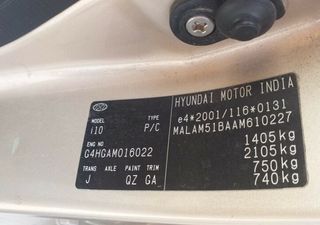 HYUNDAI MOTOR INDIA
MODEL TYPE
i10 P/C
ENG NO
G4HGAM016022
TRANS AXLE PAINT TRIM
J QZ GA
e4*2001/116*0131
MALAM51BAAM610227
1405kg
2105kg
750kg
740kg